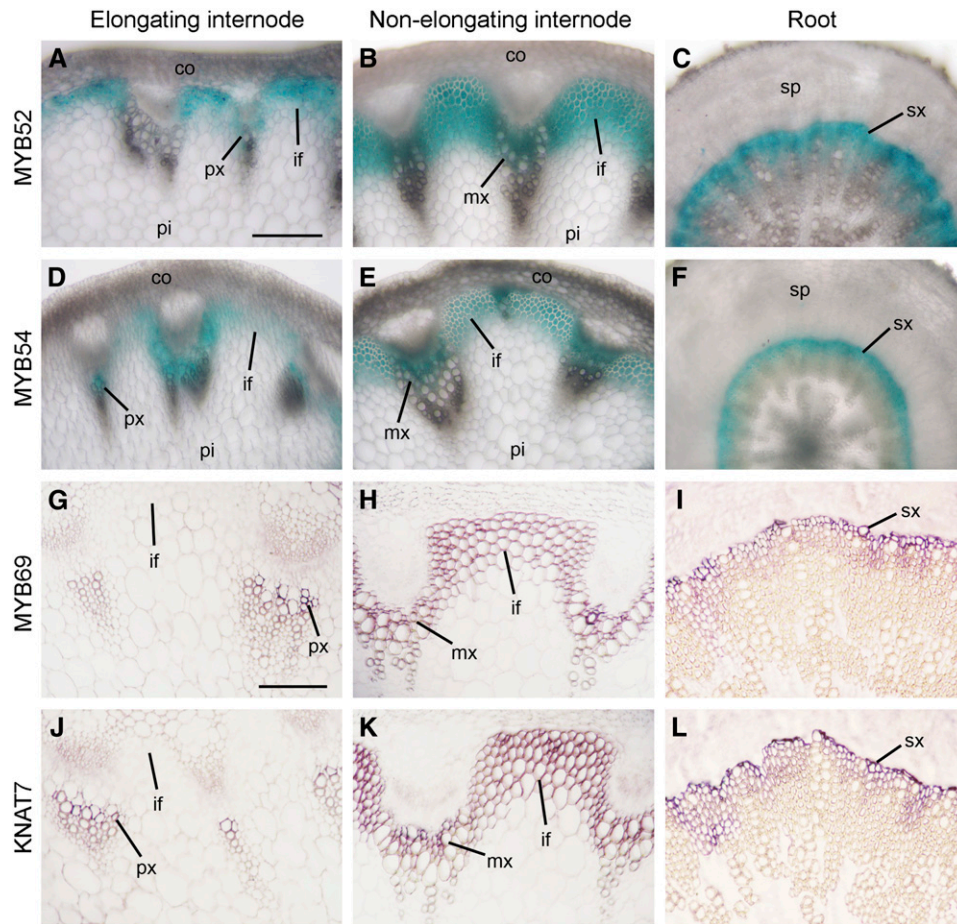 Elongating internode Non-elongating internode Root
MYB52
A
co
px
if
pi
B
co
mx
if
pi
C
sp
sx
MYB54
D
co
px
if
pi
E
co
if
mx
pi
F
sp
sx
MYB69
G
if
px
H
if
mx
I
sx
KNAT7
J
if
px
K
mx
if
L
sx